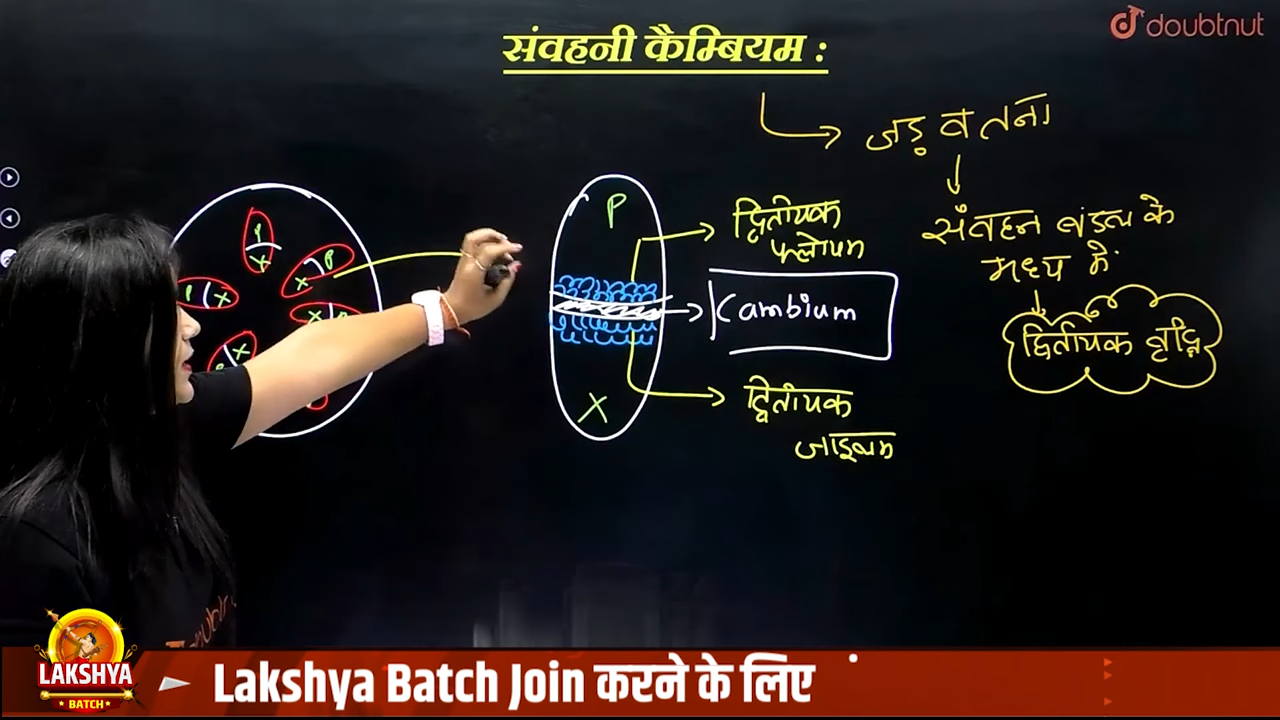 doubtnut
संवहनी कैम्बियम :
जड़ व तना
संवहन बंडल के
मध्य में
द्वितीयक वृद्धि
P
X
P
X
P
X
P
X
X
X
P
X
द्वितीयक
फ्लोयम
Cambium
द्वितीयक
जाइलम
LAKSHYA
BATCH
Lakshya Batch Join करने के लिए